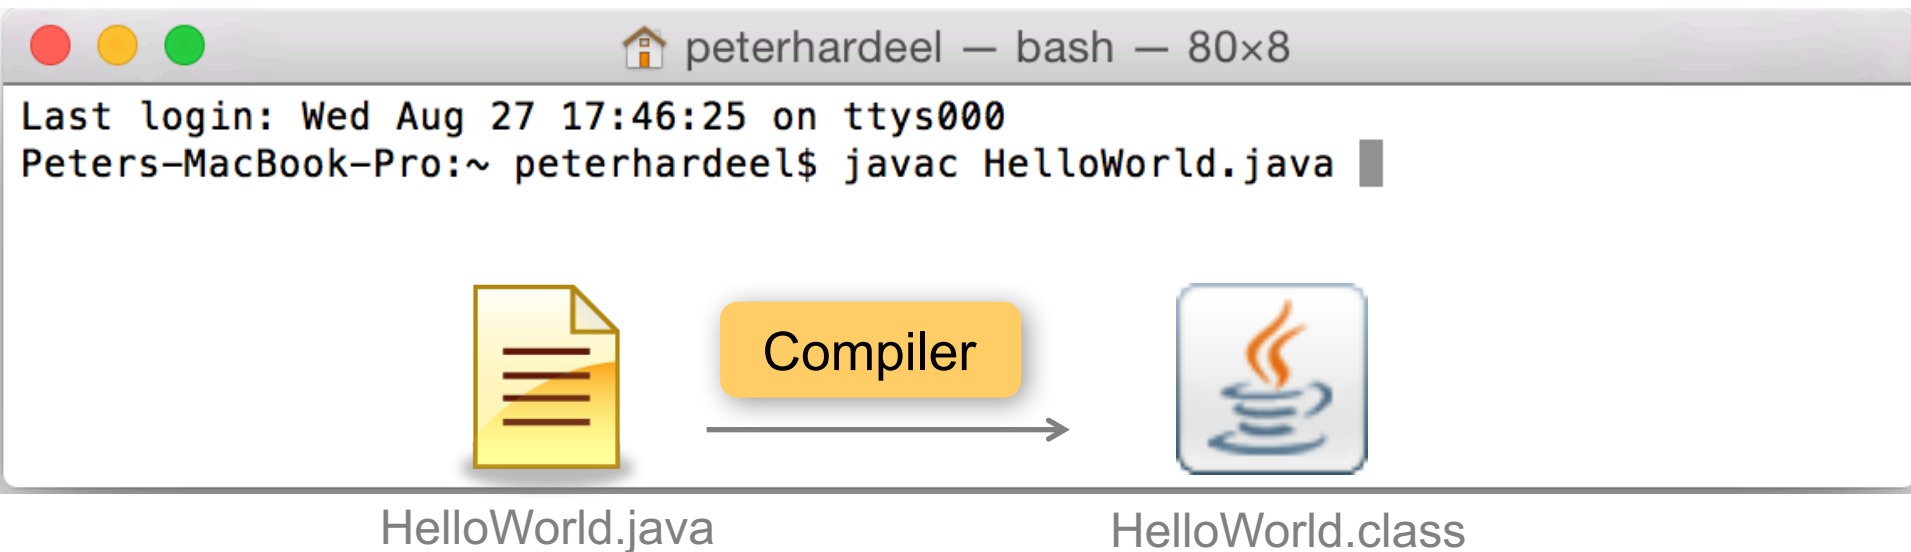 peterhardeel — bash — 80×8
Last login: Wed Aug 27 17:46:25 on ttys000
Peters-MacBook-Pro:~ peterhardeel$ javac HelloWorld.java
Compiler
HelloWorld.java
HelloWorld.class